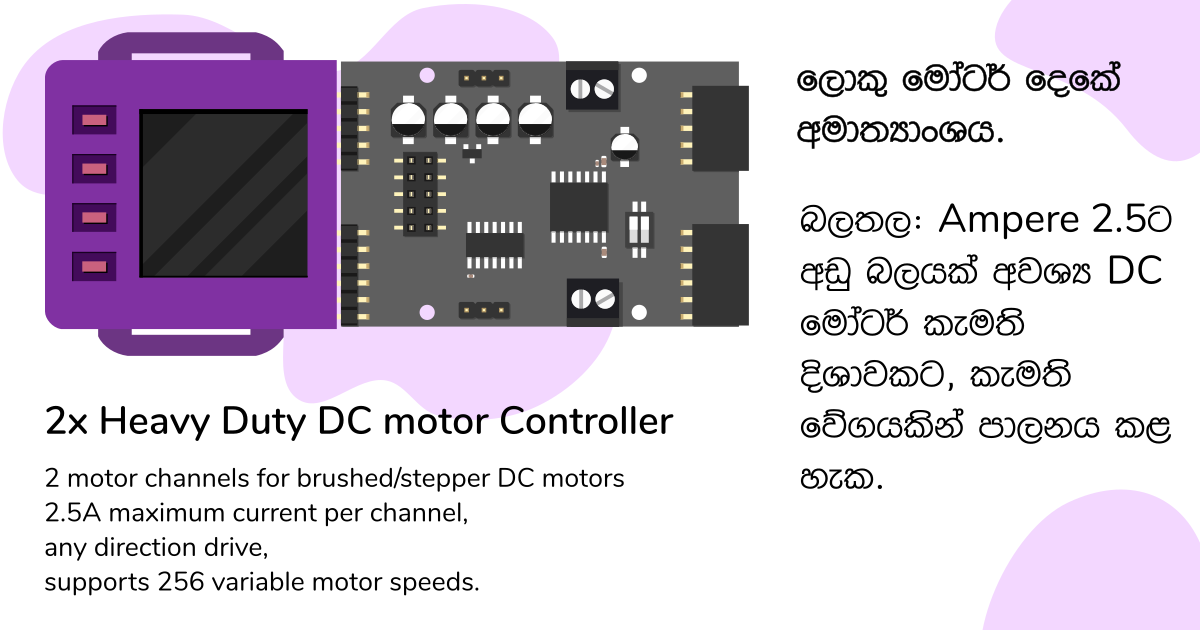 2x Heavy Duty DC motor Controller
2 motor channels for brushed/stepper DC motors
2.5A maximum current per channel,
any direction drive,
supports 256 variable motor speeds.
ලොකු මෝටර් දෙකේ
අමාත්‍යාංශය.
බලතල: Ampere 2.5ට
අඩු බලයක් අවශ්‍ය DC
මෝටර් කැමති
දිශාවකට, කැමති
වේගයකින් පාලනය කළ
හැක.